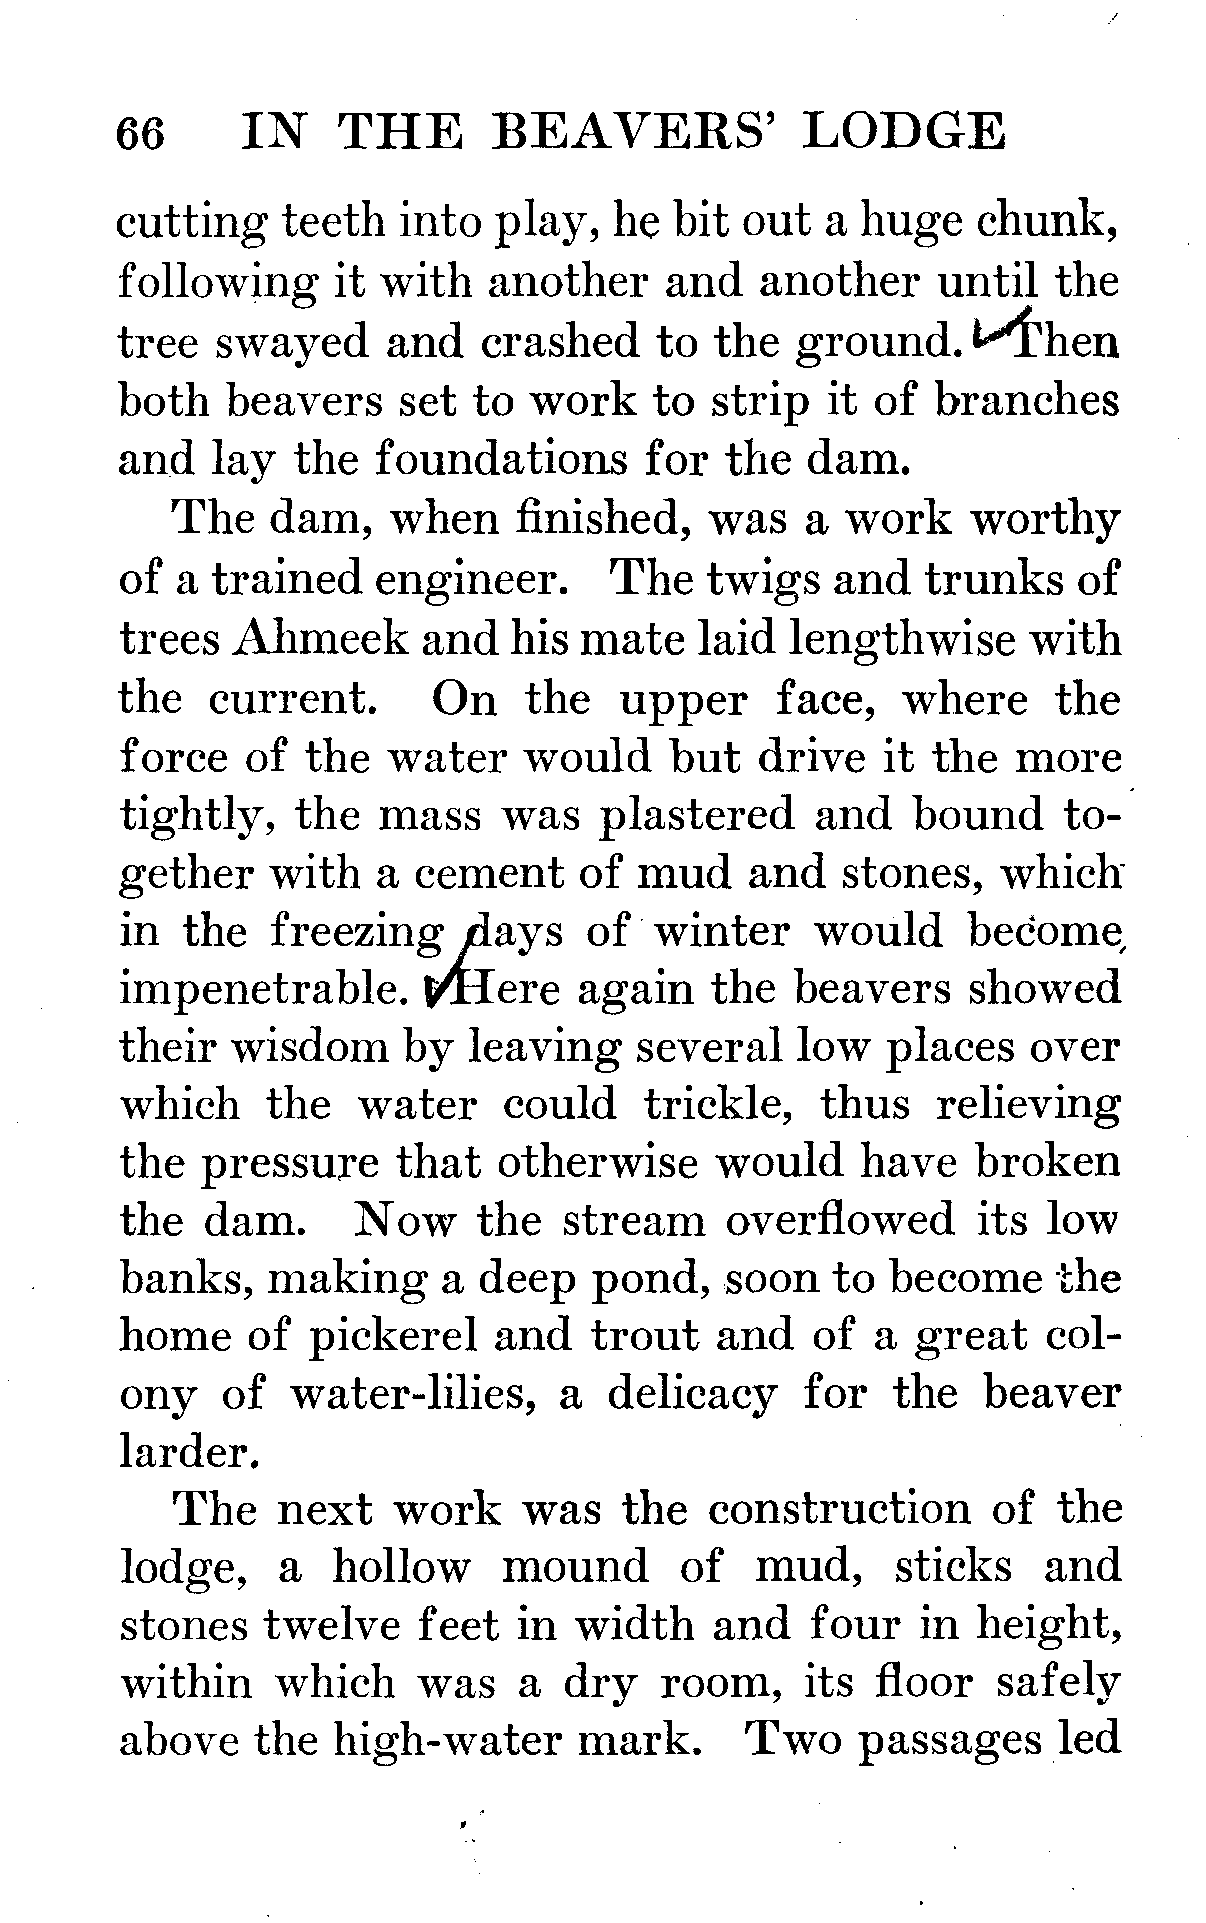 66 IN THE BEAVERS' LODGE
cutting teeth into play, he bit out a huge chunk,
following it with another and another until the
tree swayed and crashed to the ground. Then
both beavers set to work to strip it of branches
and lay the foundations for the dam.
The dam, when finished, was a work worthy
of a trained engineer. The twigs and trunks of
trees Ahmeek and his mate laid lengthwise with
the current. On the upper face, where the
force of the water would but drive it the more
tightly, the mass was plastered and bound to-
gether with a cement of mud and stones, which
in the freezing days of winter would become
impenetrable. Here again the beavers showed
their wisdom by leaving several low places over
which the water could trickle, thus relieving
the pressure that otherwise would have broken
the dam. Now the stream overflowed its low
banks, making a deep pond, soon to become the
home of pickerel and trout and of a great col-
ony of water-lilies, a delicacy for the beaver
larder.
The next work was the construction of the
lodge, a hollow mound of mud, sticks and
stones twelve feet in width and four in height,
within which was a dry room, its floor safely
above the high-water mark. Two passages led